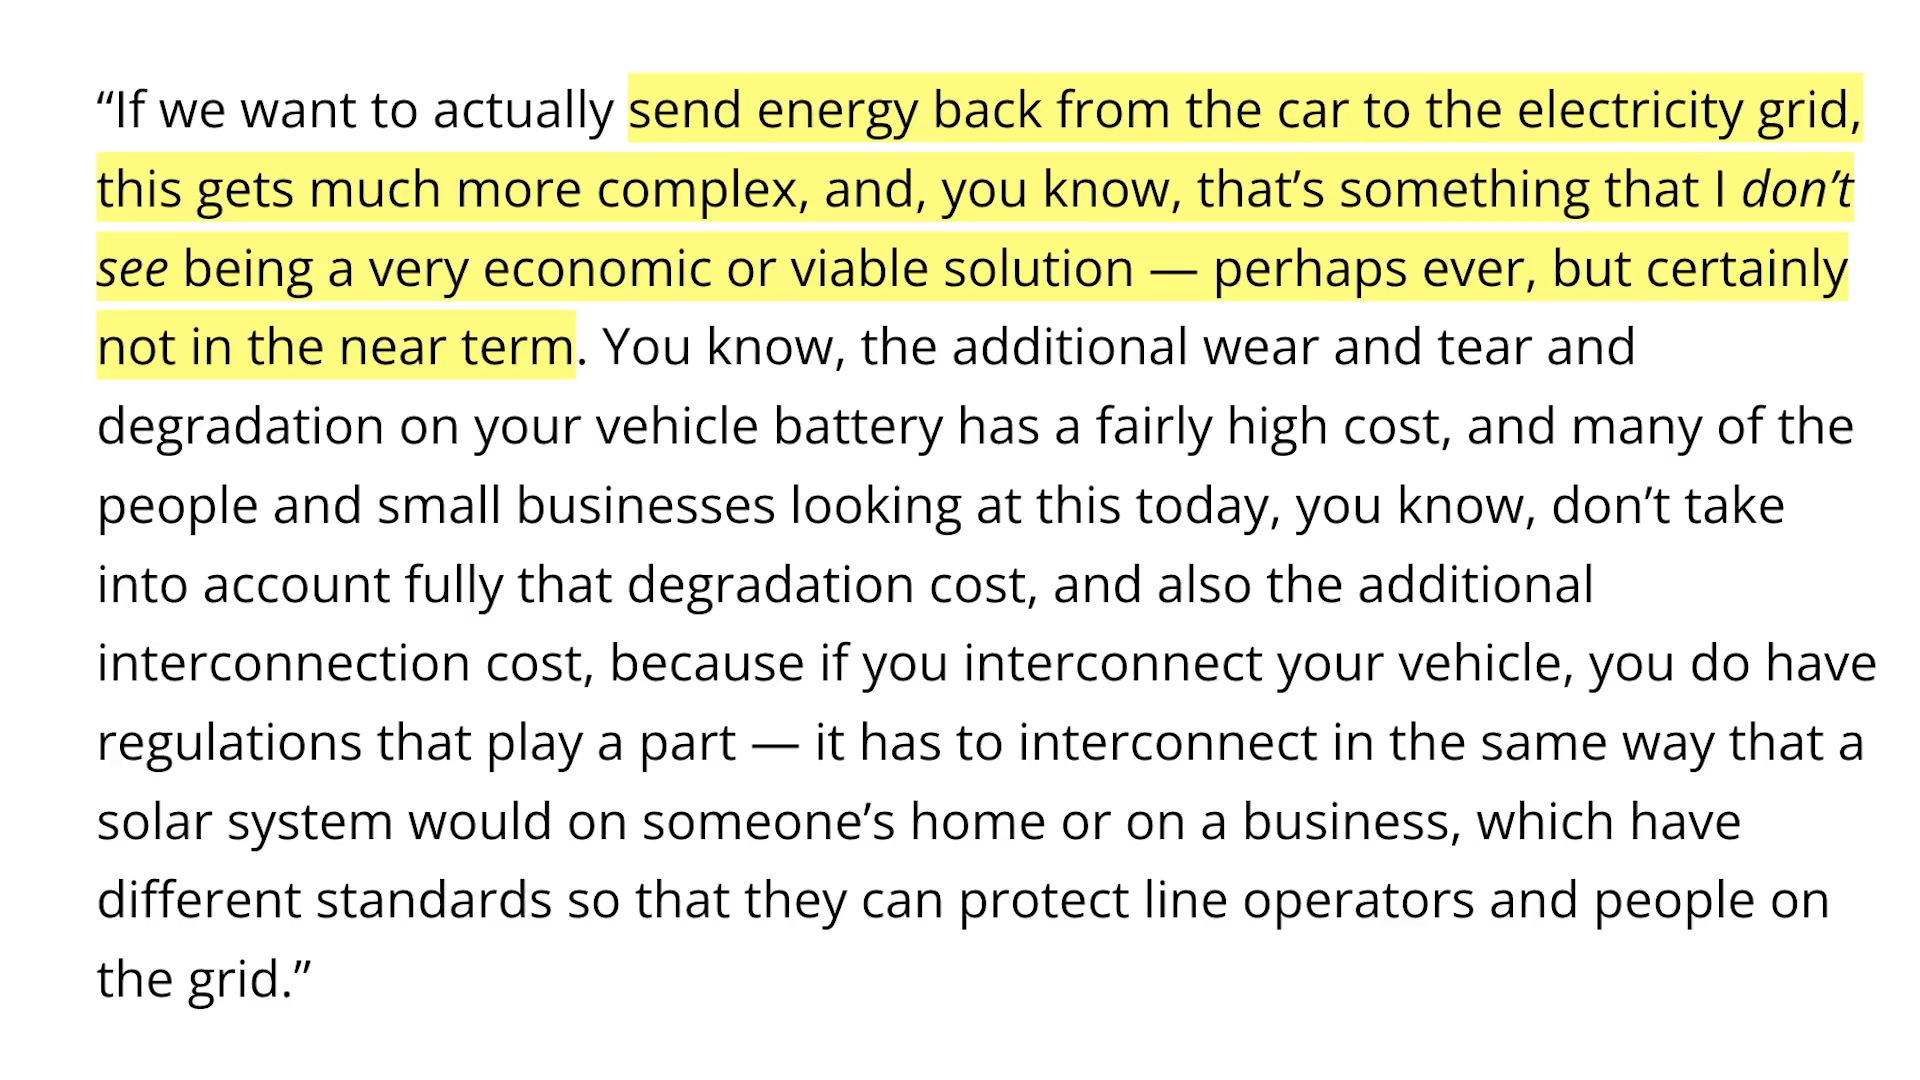 “If we want to actually send energy back from the car to the electricity grid,
this gets much more complex, and, you know, that’s something that I don’t
see being a very economic or viable solution — perhaps ever, but certainly
not in the near term. You know, the additional wear and tear and
degradation on your vehicle battery has a fairly high cost, and many of the
people and small businesses looking at this today, you know, don’t take
into account fully that degradation cost, and also the additional
interconnection cost, because if you interconnect your vehicle, you do have
regulations that play a part — it has to interconnect in the same way that a
solar system would on someone’s home or on a business, which have
different standards so that they can protect line operators and people on
the grid.”